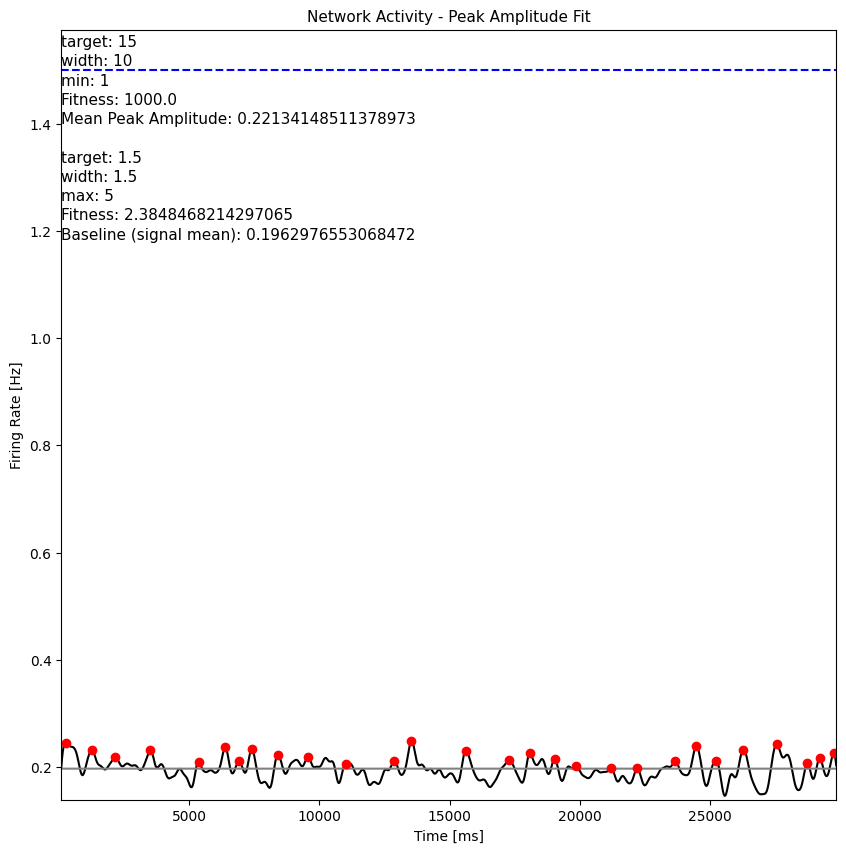 Network Activity - Peak Amplitude Fit
target: 15
width: 10
min: 1
Fitness: 1000.0
Mean Peak Amplitude: 0.22134148511378973
target: 1.5
width: 1.5
max: 5
Fitness: 2.3848468214297065
Baseline (signal mean): 0.1962976553068472
1.4
1.2
1.0
0.8
0.6
0.4
0.2
Firing Rate [Hz]
5000 10000 15000 20000 25000
Time [ms]